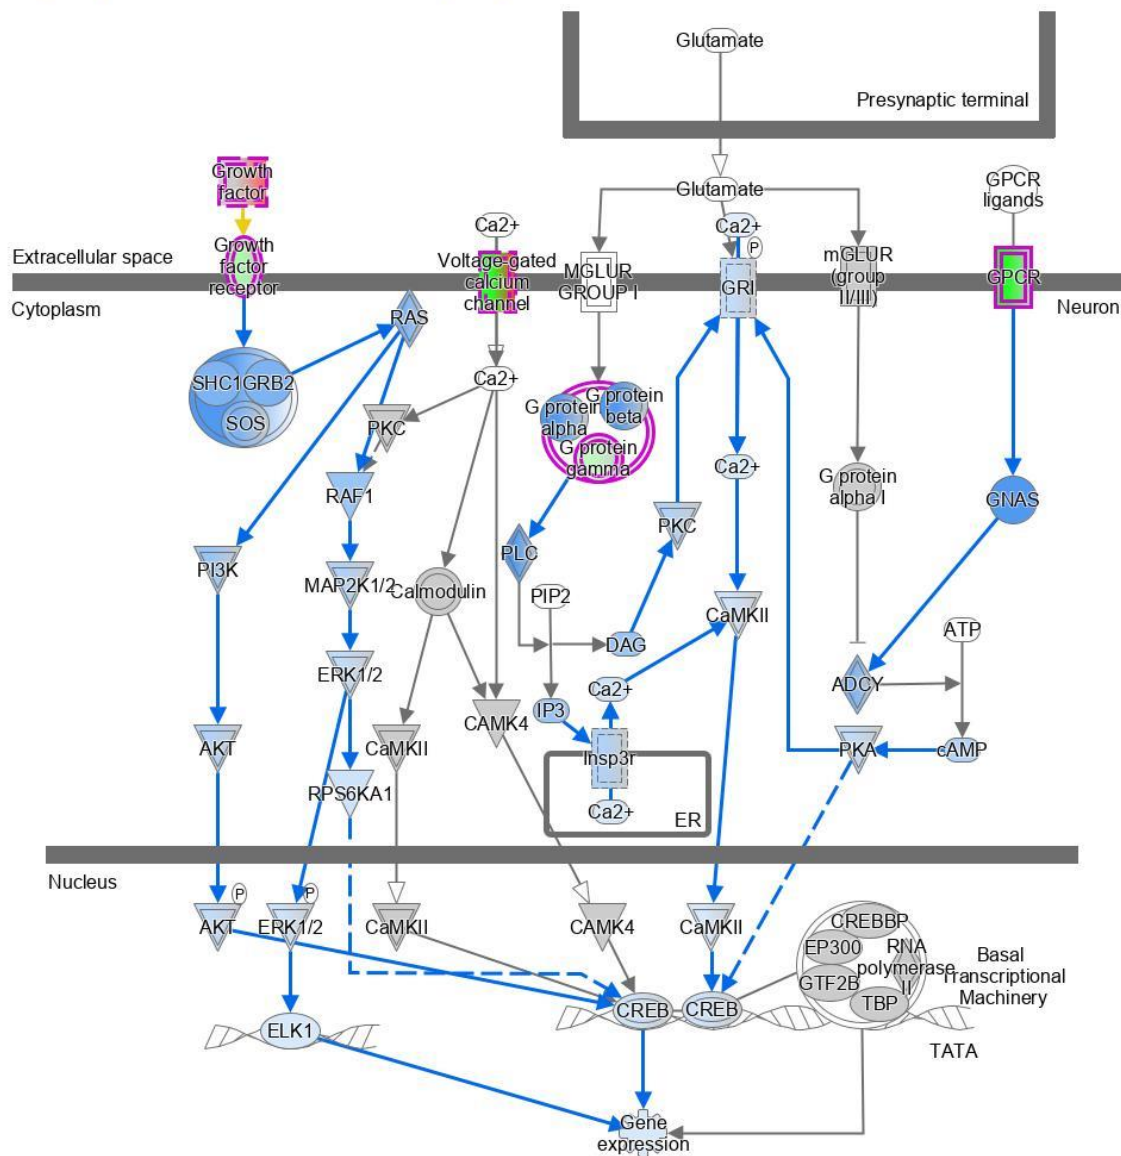 Glutamate
Presynaptic terminal
Growth
factor
Glutamate
GPCR
ligands
Ca2+
Ca2+
P
Extracellular space
Growth
factor
receptor
Voltage-gated
calcium
channel
MGLUR
GROUP I
GRI
mGLUR
(group
II/III)
GPCR
Cytoplasm
Neuron
RAS
Ca2+
SHC1
GRB2
SOS
PKC
G protein
alpha
G protein
beta
G protein
gamma
Ca2+
G protein
alpha I
GNAS
RAF1
PKC
PLC
PI3K
MAP2K1/2
Calmodulin
PIP2
CaMKII
ATP
DAG
ERK1/2
Ca2+
ADCY
IP3
CAMK4
AKT
CaMKII
Insp3r
PKA
cAMP
RPS6KA1
Ca2+
ER
Nucleus
P
P
AKT
ERK1/2
CaMKII
CAMK4
CaMKII
CREBBP
EP300
RNA
polymerase
II
GTF2B
TBP
Basal
Transcriptional
Machinery
CREB
CREB
ELK1
TATA
Gene
expression